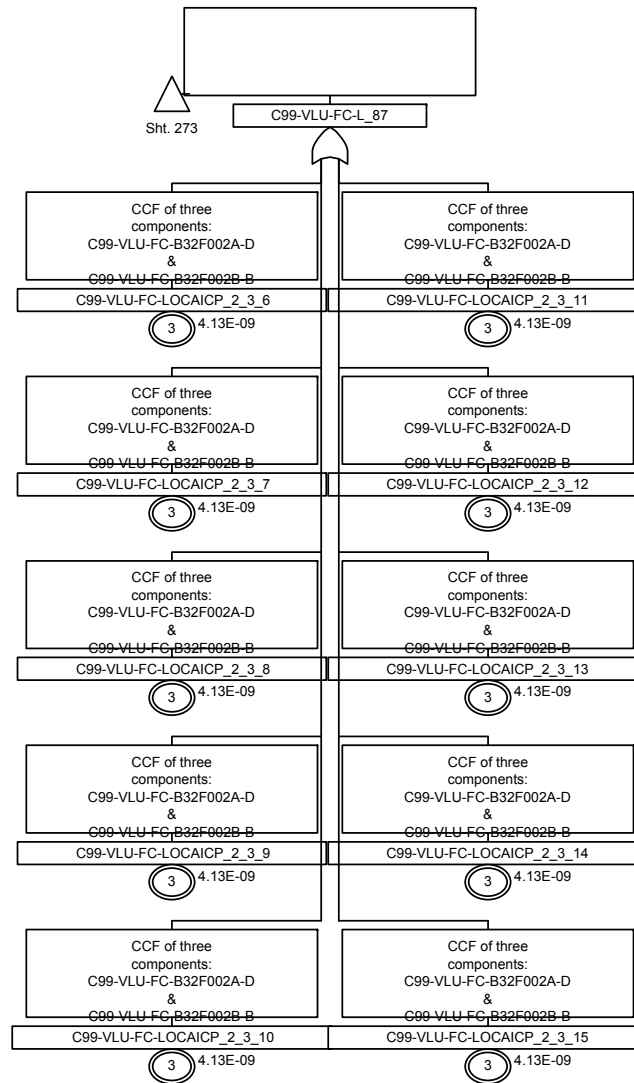 C99-VLU-FC-L_87
Sht. 273
CCF of three
components:
C99-VLU-FC-B32F002A-D
&
C99-VLU-FC-B32F002B-B
C99-VLU-FC-LOCAICP_2_3_6
3
4.13E-09
CCF of three
components:
C99-VLU-FC-B32F002A-D
&
C99-VLU-FC-B32F002B-B
C99-VLU-FC-LOCAICP_2_3_11
3
4.13E-09
CCF of three
components:
C99-VLU-FC-B32F002A-D
&
C99-VLU-FC-B32F002B-B
C99-VLU-FC-LOCAICP_2_3_7
3
4.13E-09
CCF of three
components:
C99-VLU-FC-B32F002A-D
&
C99-VLU-FC-B32F002B-B
C99-VLU-FC-LOCAICP_2_3_12
3
4.13E-09
CCF of three
components:
C99-VLU-FC-B32F002A-D
&
C99-VLU-FC-B32F002B-B
C99-VLU-FC-LOCAICP_2_3_8
3
4.13E-09
CCF of three
components:
C99-VLU-FC-B32F002A-D
&
C99-VLU-FC-B32F002B-B
C99-VLU-FC-LOCAICP_2_3_13
3
4.13E-09
CCF of three
components:
C99-VLU-FC-B32F002A-D
&
C99-VLU-FC-B32F002B-B
C99-VLU-FC-LOCAICP_2_3_9
3
4.13E-09
CCF of three
components:
C99-VLU-FC-B32F002A-D
&
C99-VLU-FC-B32F002B-B
C99-VLU-FC-LOCAICP_2_3_14
3
4.13E-09
CCF of three
components:
C99-VLU-FC-B32F002A-D
&
C99-VLU-FC-B32F002B-B
C99-VLU-FC-LOCAICP_2_3_10
3
4.13E-09
CCF of three
components:
C99-VLU-FC-B32F002A-D
&
C99-VLU-FC-B32F002B-B
C99-VLU-FC-LOCAICP_2_3_15
3
4.13E-09